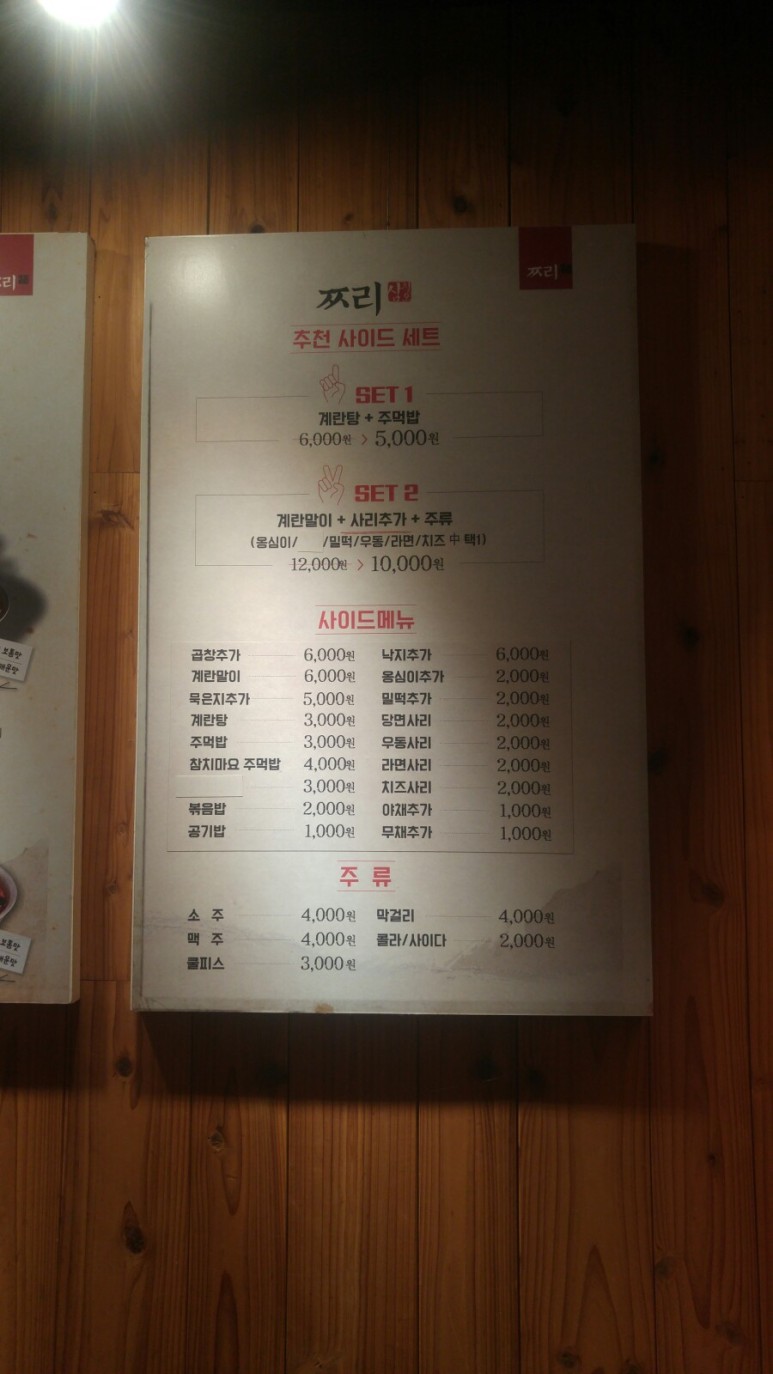 쯔리
쯔리
추천 사이드 세트
SET 1
계란탕 + 주먹밥
6,000원 > 5,000원
SET 2
계란말이 + 사리추가 + 주류
(옹심이/ /밀떡/우동/라면/치즈 中 택1)
12,000원 > 10,000원
사이드메뉴
곱창추가 6,000원 낙지추가 6,000원
계란말이 6,000원 옹심이추가 2,000원
묵은지추가 5,000원 밀떡추가 2,000원
계란탕 3,000원 당면사리 2,000원
주먹밥 3,000원 우동사리 2,000원
참치마요 주먹밥 4,000원 라면사리 2,000원
3,000원 치즈사리 2,000원
볶음밥 2,000원 야채추가 1,000원
공기밥 1,000원 무채추가 1,000원
주 류
소 주 4,000원 막걸리 4,000원
맥 주 4,000원 콜라/사이다 2,000원
쿨피스 3,000원